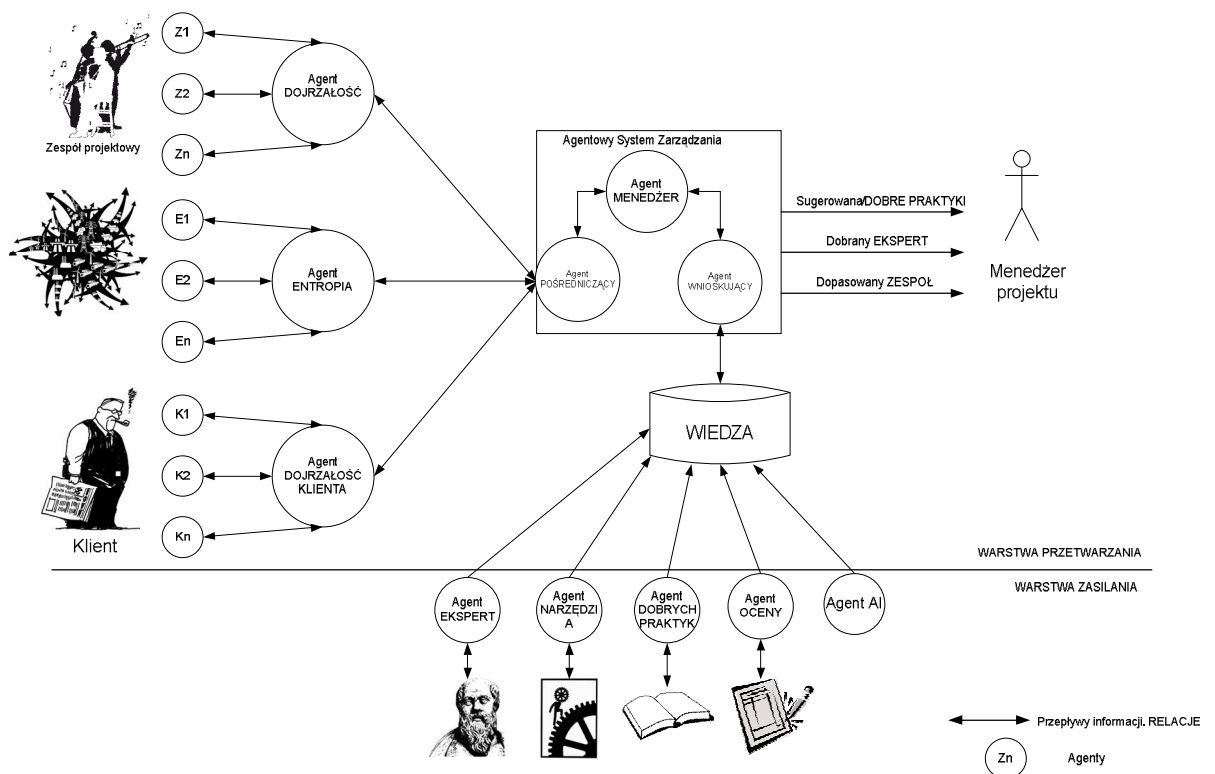 Z1
Z2
Zn
Agent
DOJRZAŁOŚĆ
Zespół projektowy
E1
E2
En
Agent
ENTROPIA
K1
K2
Kn
Agent
DOJRZAŁOŚĆ
KLIENTA
Klient
Agentowy System Zarządzania
Agent
MENEDŻER
Agent
POŚREDNICZĄCY
Agent
WNIOSKUJĄCY
Sugerowana/DOBRE PRAKTYKI
Dobrany EKSPERT
Dopasowany ZESPÓŁ
Menedżer
projektu
WIEDZA
WARSTWA PRZETWARZANIA
WARSTWA ZASILANIA
Agent
EKSPERT
Agent
NARZĘDZI
A
Agent
DOBRYCH
PRAKTYK
Agent
OCENY
Agent AI
Przepływy informacji. RELACJE
Zn
Agenty